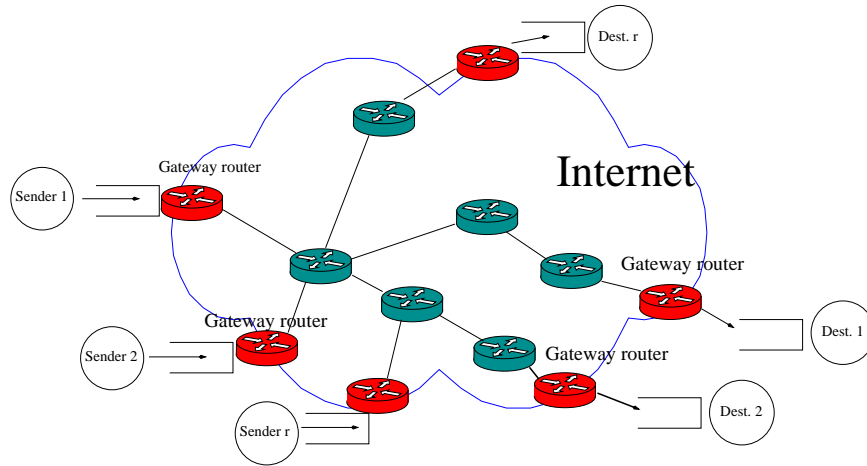 Dest. r
Gateway router
Internet
Sender 1
Gateway router
Gateway router
Dest. 1
Sender 2
Gateway router
Dest. 2
Sender r